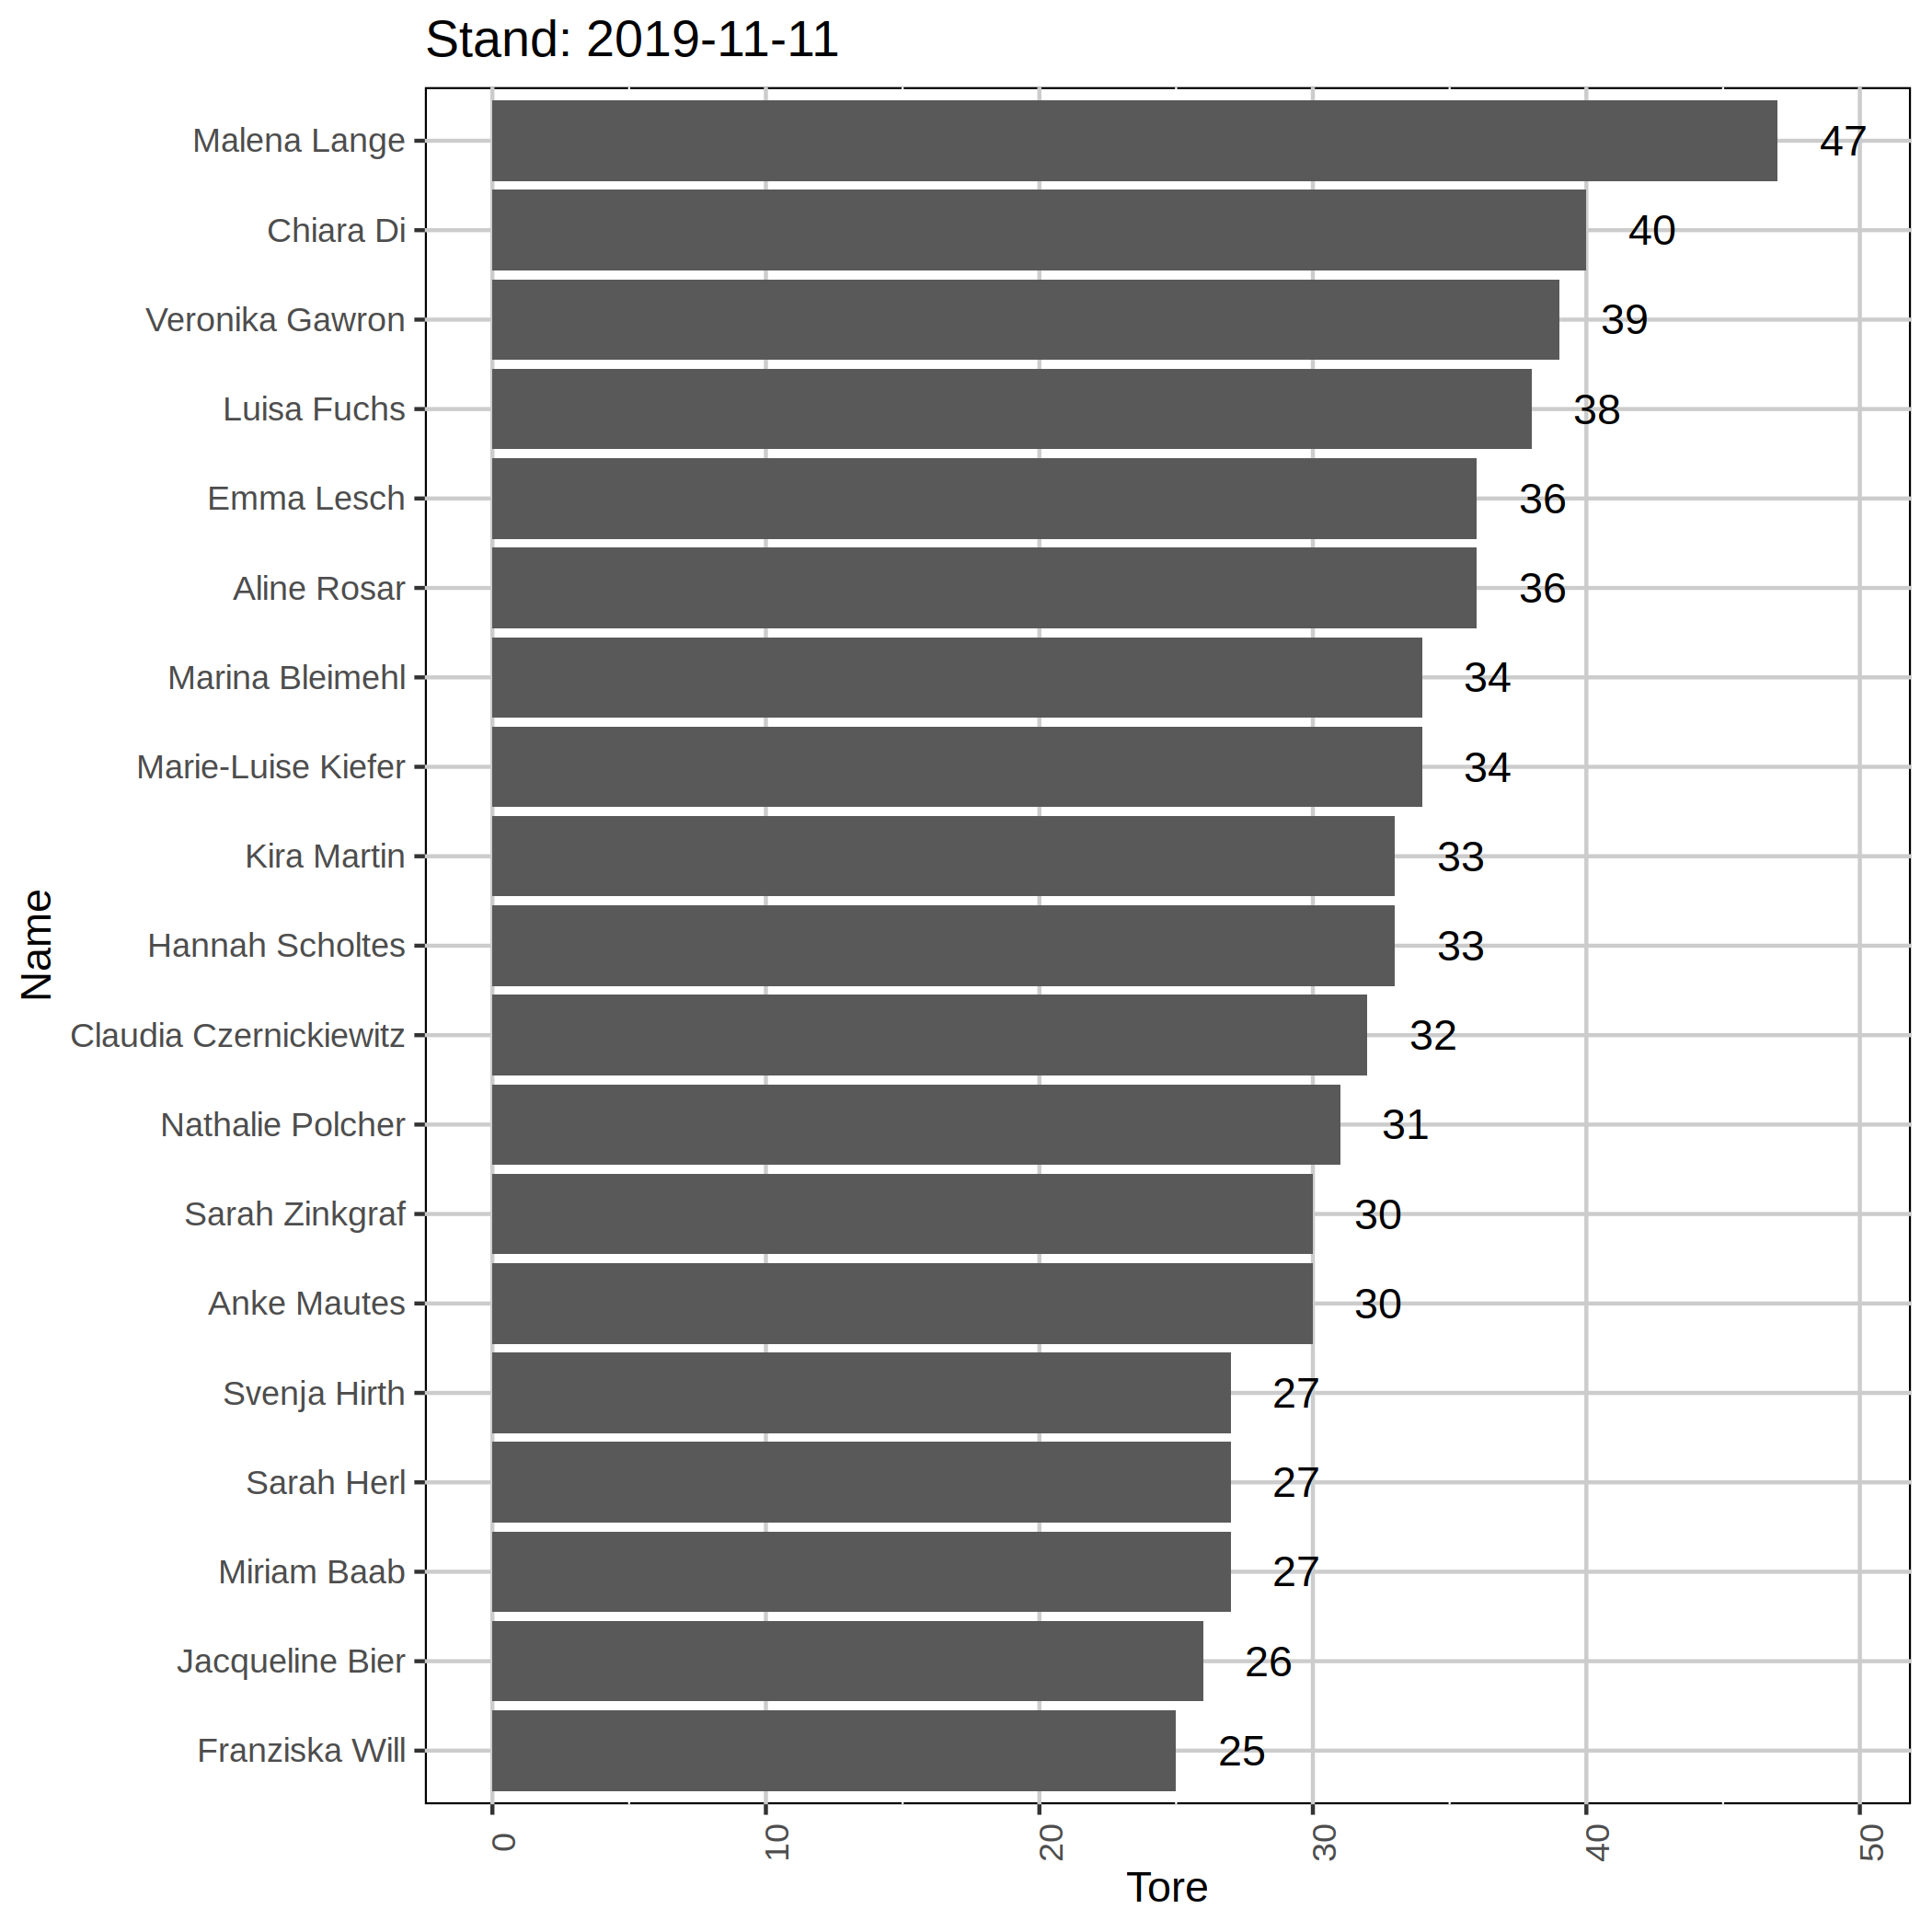 Stand: 2019-11-11
Malena Lange 47
Chiara Di 40
Veronika Gawron 39
Luisa Fuchs 38
Emma Lesch 36
Aline Rosar 36
Marina Bleimehl 34
Marie-Luise Kiefer 34
Kira Martin 33
Hannah Scholtes 33
Claudia Czernickiewitz 32
Nathalie Polcher 31
Sarah Zinkgraf 30
Anke Mautes 30
Svenja Hirth 27
Sarah Herl 27
Miriam Baab 27
Jacqueline Bier 26
Franziska Will 25
Name
0 10 20 30 40 50
Tore